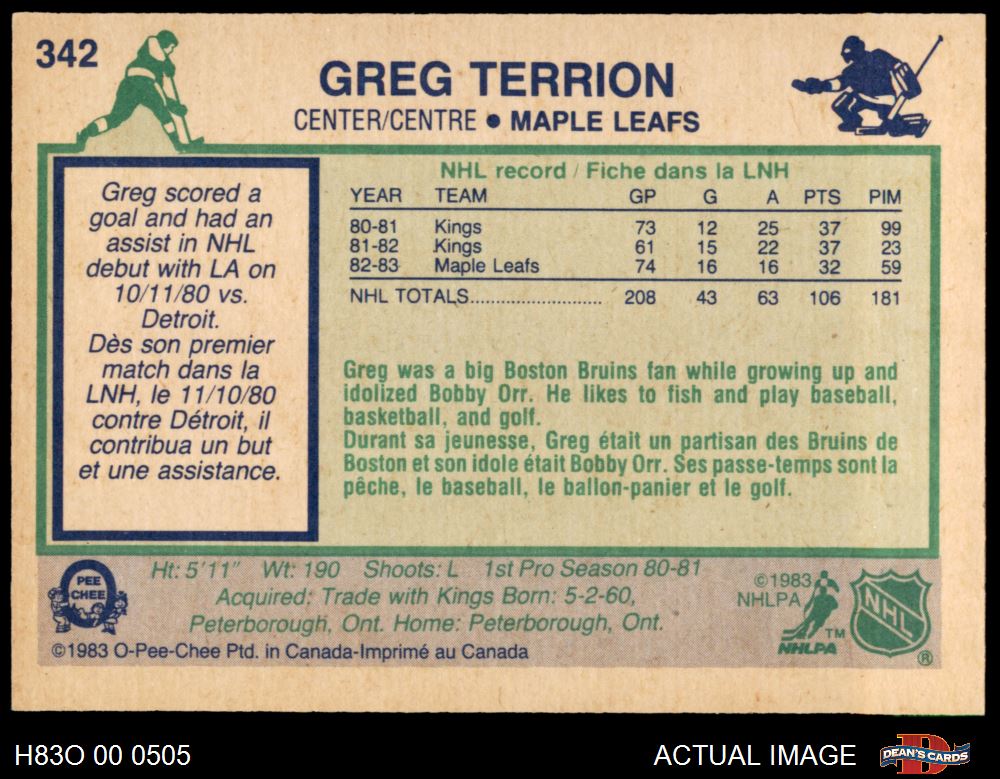 342
GREG TERRION
CENTER/CENTRE • MAPLE LEAFS
Greg scored a
goal and had an
assist in NHL
debut with LA on
10/11/80 vs.
Detroit.
Dès son premier
match dans la
LNH, le 11/10/80
contre Détroit, il
contribua un but
et une assistance.
NHL record / Fiche dans la LNH
YEAR TEAM GP G A PTS PIM
80-81 Kings 73 12 25 37 99
81-82 Kings 61 15 22 37 23
82-83 Maple Leafs 74 16 16 32 59
NHL TOTALS.............................. 208 43 63 106 181
Greg was a big Boston Bruins fan while growing up and
idolized Bobby Orr. He likes to fish and play baseball,
basketball, and golf.
Durant sa jeunesse, Greg était un partisan des Bruins de
Boston et son idole était Bobby Orr. Ses passe-temps sont la
pêche, le baseball, le ballon-panier et le golf.
O
PEE
CHEE
Ht: 5'11" Wt: 190 Shoots: L 1st Pro Season 80-81
Acquired: Trade with Kings Born: 5-2-60,
Peterborough, Ont. Home: Peterborough, Ont.
©1983 O-Pee-Chee Ptd. in Canada-Imprimé au Canada
©1983
NHLPA
TM
NHLPA
NHL
®
H83O 00 0505
ACTUAL IMAGE
D
DEAN'S CARDS